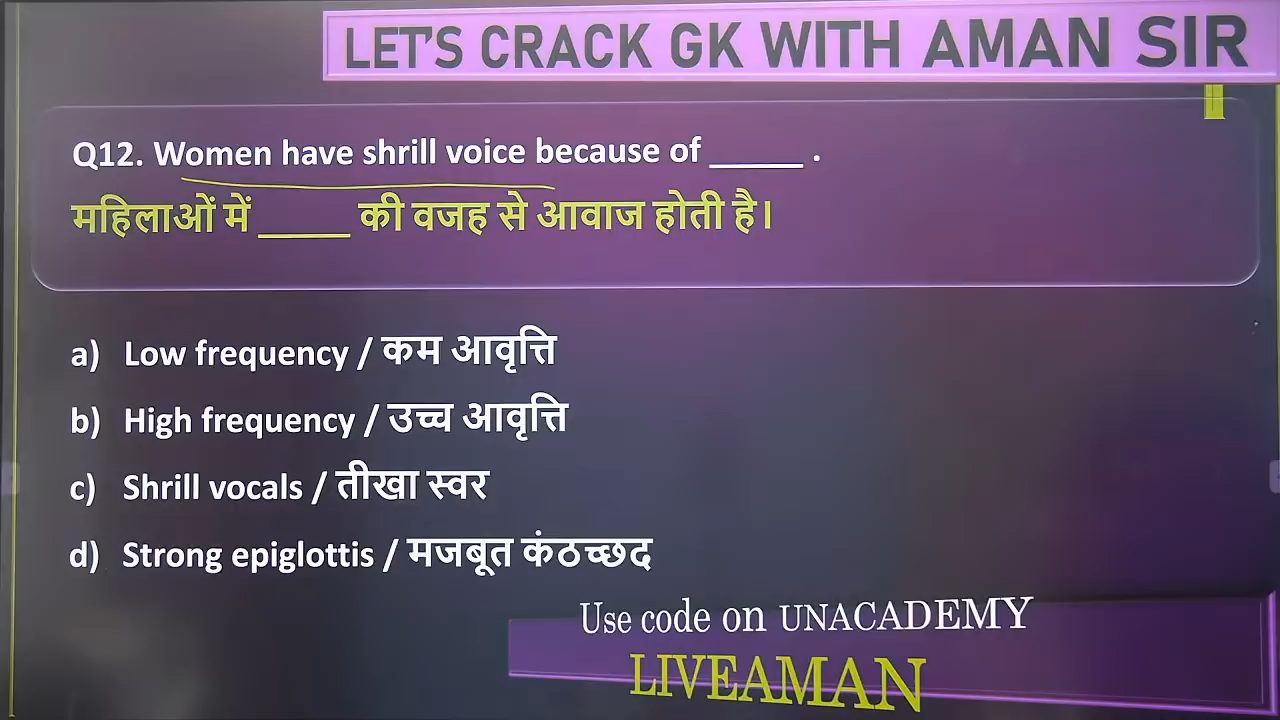 LET'S CRACK GK WITH AMAN SIR
Q12. Women have shrill voice because of _____ .
महिलाओं में _____ की वजह से आवाज होती है।
a) Low frequency / कम आवृत्ति
b) High frequency / उच्च आवृत्ति
c) Shrill vocals / तीखा स्वर
d) Strong epiglottis / मजबूत कंठच्छद
Use code on UNACADEMY
LIVEAMAN